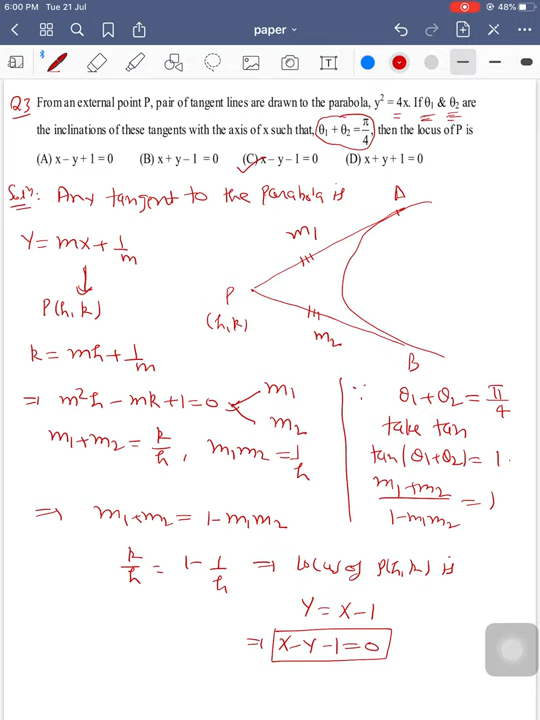 6:00 PM Tue 21 Jul 48%
paper
Q3 From an external point P, pair of tangent lines are drawn to the parabola, y² = 4x. If θ₁ & θ₂ are
the inclinations of these tangents with the axis of x such that, θ₁ + θ₂ = π/4, then the locus of P is
(A) x – y + 1 = 0 (B) x + y – 1 = 0 (C) x – y – 1 = 0 (D) x + y + 1 = 0
Solⁿ: Any tangent to the parabola is
A
m1
Y = mx + 1/m
P(h, k)
P
(h, k)
m2
B
k = mh + 1/m
⇒ m²h – mk + 1 = 0
m1
m2
m1 + m2 = k/h, m1m2 = 1/h
∵ θ1 + θ2 = π/4
take tan
tan(θ1 + θ2) = 1.
(m1 + m2)/(1 – m1m2) = 1
⇒ m1 + m2 = 1 – m1m2
k/h = 1 – 1/h ⇒ locus of P(h, k) is
Y = X – 1
⇒ X – Y – 1 = 0